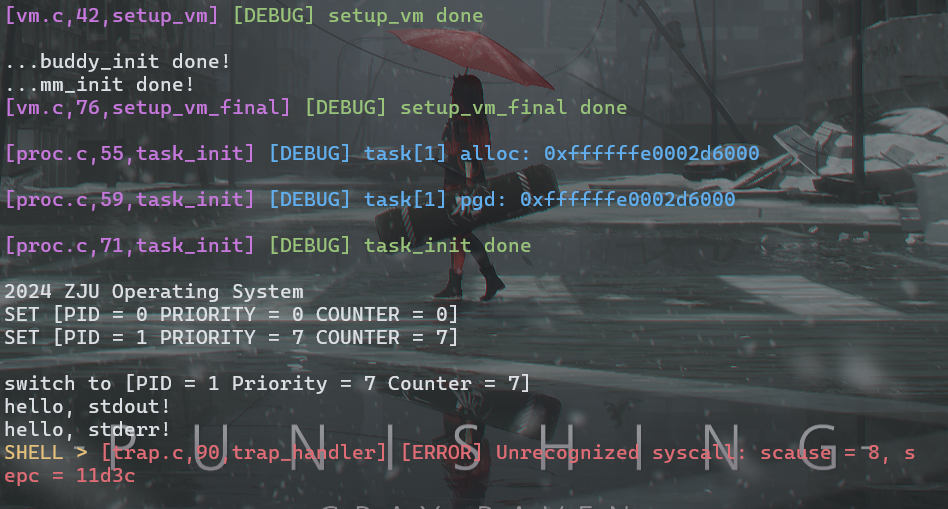 [vm.c,42,setup_vm] [DEBUG] setup_vm done
...buddy_init done!
...mm_init done!
[vm.c,76,setup_vm_final] [DEBUG] setup_vm_final done
[proc.c,55,task_init] [DEBUG] task[1] alloc: 0xffffffe0002d6000
[proc.c,59,task_init] [DEBUG] task[1] pgd: 0xffffffe0002d6000
[proc.c,71,task_init] [DEBUG] task_init done
2024 ZJU Operating System
SET [PID = 0 PRIORITY = 0 COUNTER = 0]
SET [PID = 1 PRIORITY = 7 COUNTER = 7]
switch to [PID = 1 Priority = 7 Counter = 7]
hello, stdout!
hello, stderr!
SHELL > [trap.c,90,trap_handler] [ERROR] Unrecognized syscall: scause = 8, s
epc = 11d3c
PUNISHING
GRAY RAVEN